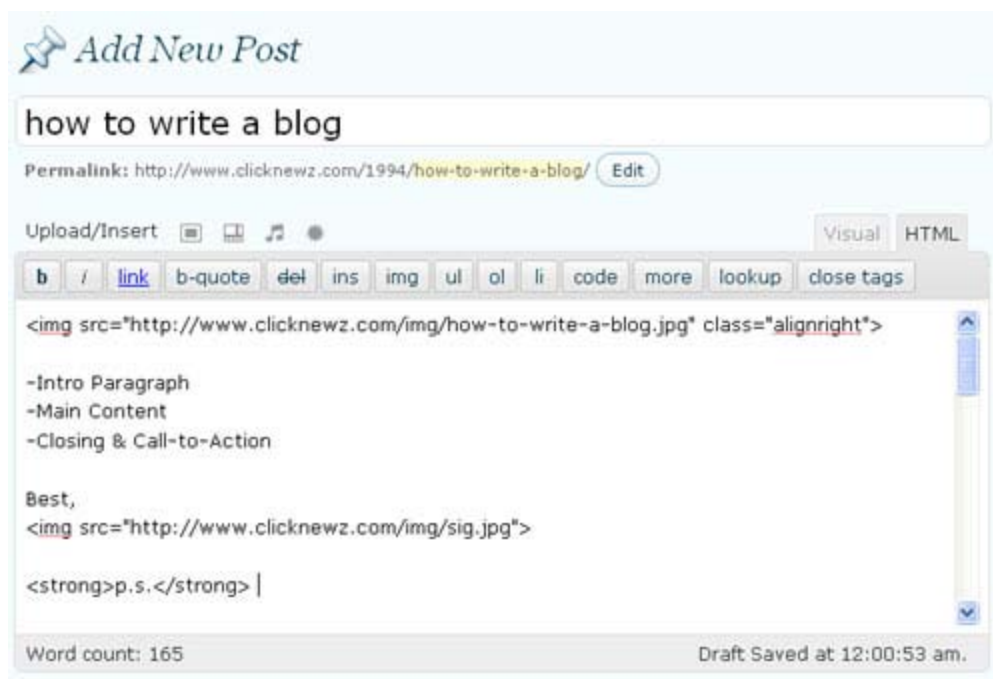 Add New Post
how to write a blog
Permalink: http://www.clicknewz.com/1994/how-to-write-a-blog/ Edit
Upload/Insert Visual HTML
b i link b-quote del ins img ul ol li code more lookup close tags
<img src="http://www.clicknewz.com/img/how-to-write-a-blog.jpg" class="alignright">
-Intro Paragraph
-Main Content
-Closing & Call-to-Action
Best,
<img src="http://www.clicknewz.com/img/sig.jpg">
<strong>p.s.</strong>
Word count: 165 Draft Saved at 12:00:53 am.